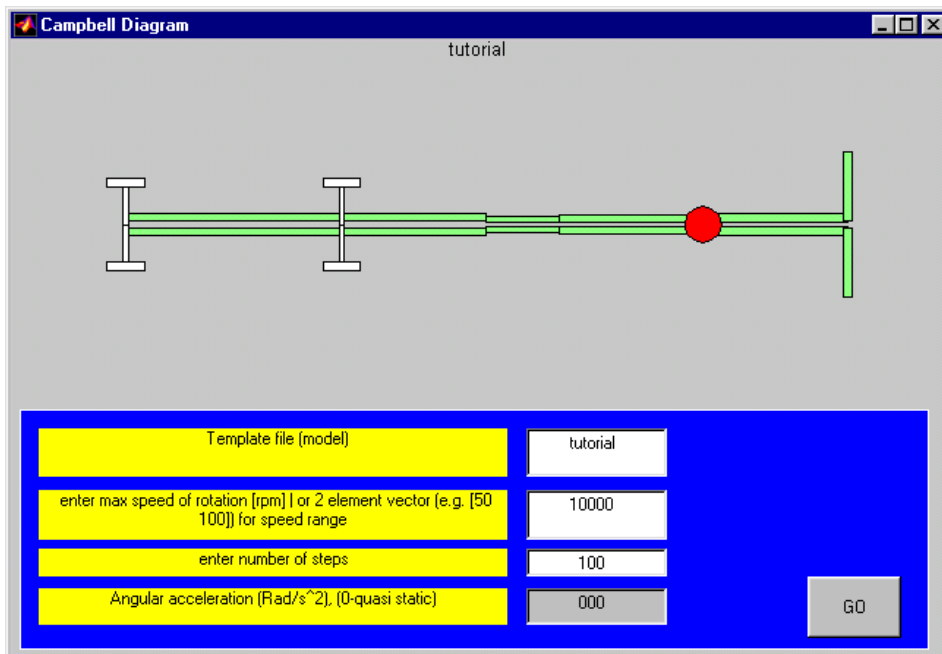 Campbell Diagram
tutorial
Template file (model)
tutorial
enter max speed of rotation [rpm] | or 2 element vector (e.g. [50
100]) for speed range
10000
enter number of steps
100
Angular acceleration (Rad/s^2), (0-quasi static)
000
GO